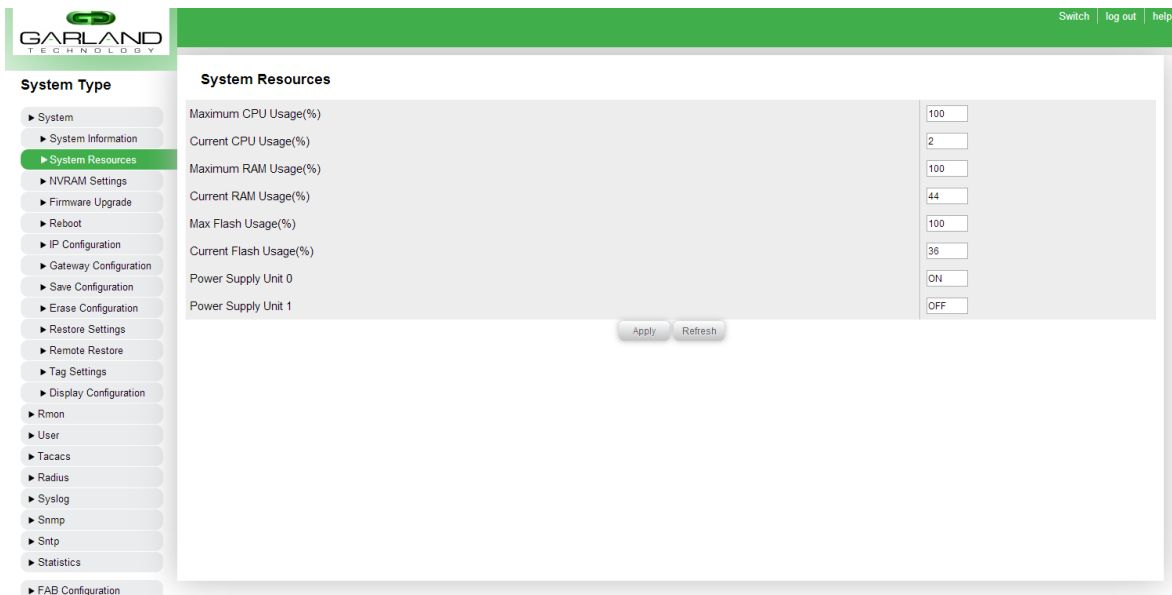 GARLAND
TECHNOLOGY
Switch log out help
System Type
▶ System
▶ System Information
▶ System Resources
▶ NVRAM Settings
▶ Firmware Upgrade
▶ Reboot
▶ IP Configuration
▶ Gateway Configuration
▶ Save Configuration
▶ Erase Configuration
▶ Restore Settings
▶ Remote Restore
▶ Tag Settings
▶ Display Configuration
▶ Rmon
▶ User
▶ Tacacs
▶ Radius
▶ Syslog
▶ Snmp
▶ Sntp
▶ Statistics
▶ FAB Configuration
System Resources
Maximum CPU Usage(%) 100
Current CPU Usage(%) 2
Maximum RAM Usage(%) 100
Current RAM Usage(%) 44
Max Flash Usage(%) 100
Current Flash Usage(%) 36
Power Supply Unit 0 ON
Power Supply Unit 1 OFF
Apply Refresh